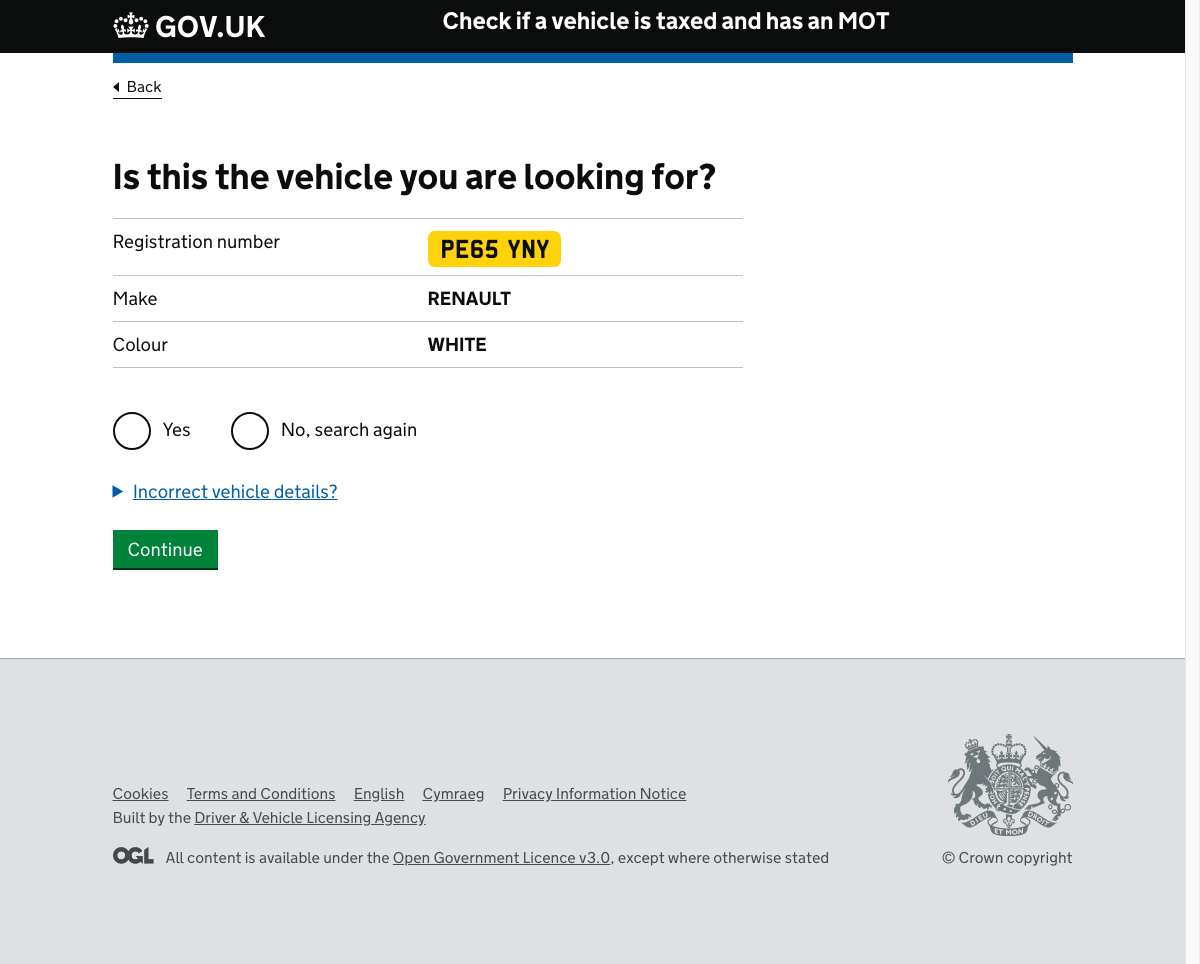 GOV.UK
Check if a vehicle is taxed and has an MOT
Back
Is this the vehicle you are looking for?
Registration number PE65 YNY
Make RENAULT
Colour WHITE
Yes No, search again
Incorrect vehicle details?
Continue
Cookies Terms and Conditions English Cymraeg Privacy Information Notice
Built by the Driver & Vehicle Licensing Agency
OGL All content is available under the Open Government Licence v3.0, except where otherwise stated
DIEU ET MON DROIT
© Crown copyright